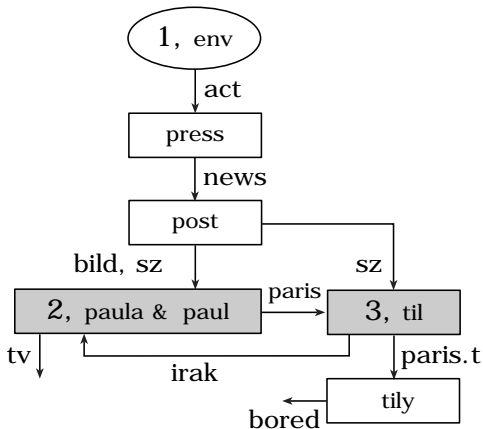 1, env
act
press
news
post
bild, sz
sz
2, paula & paul
paris
3, til
tv
irak
paris.t
tily
bored